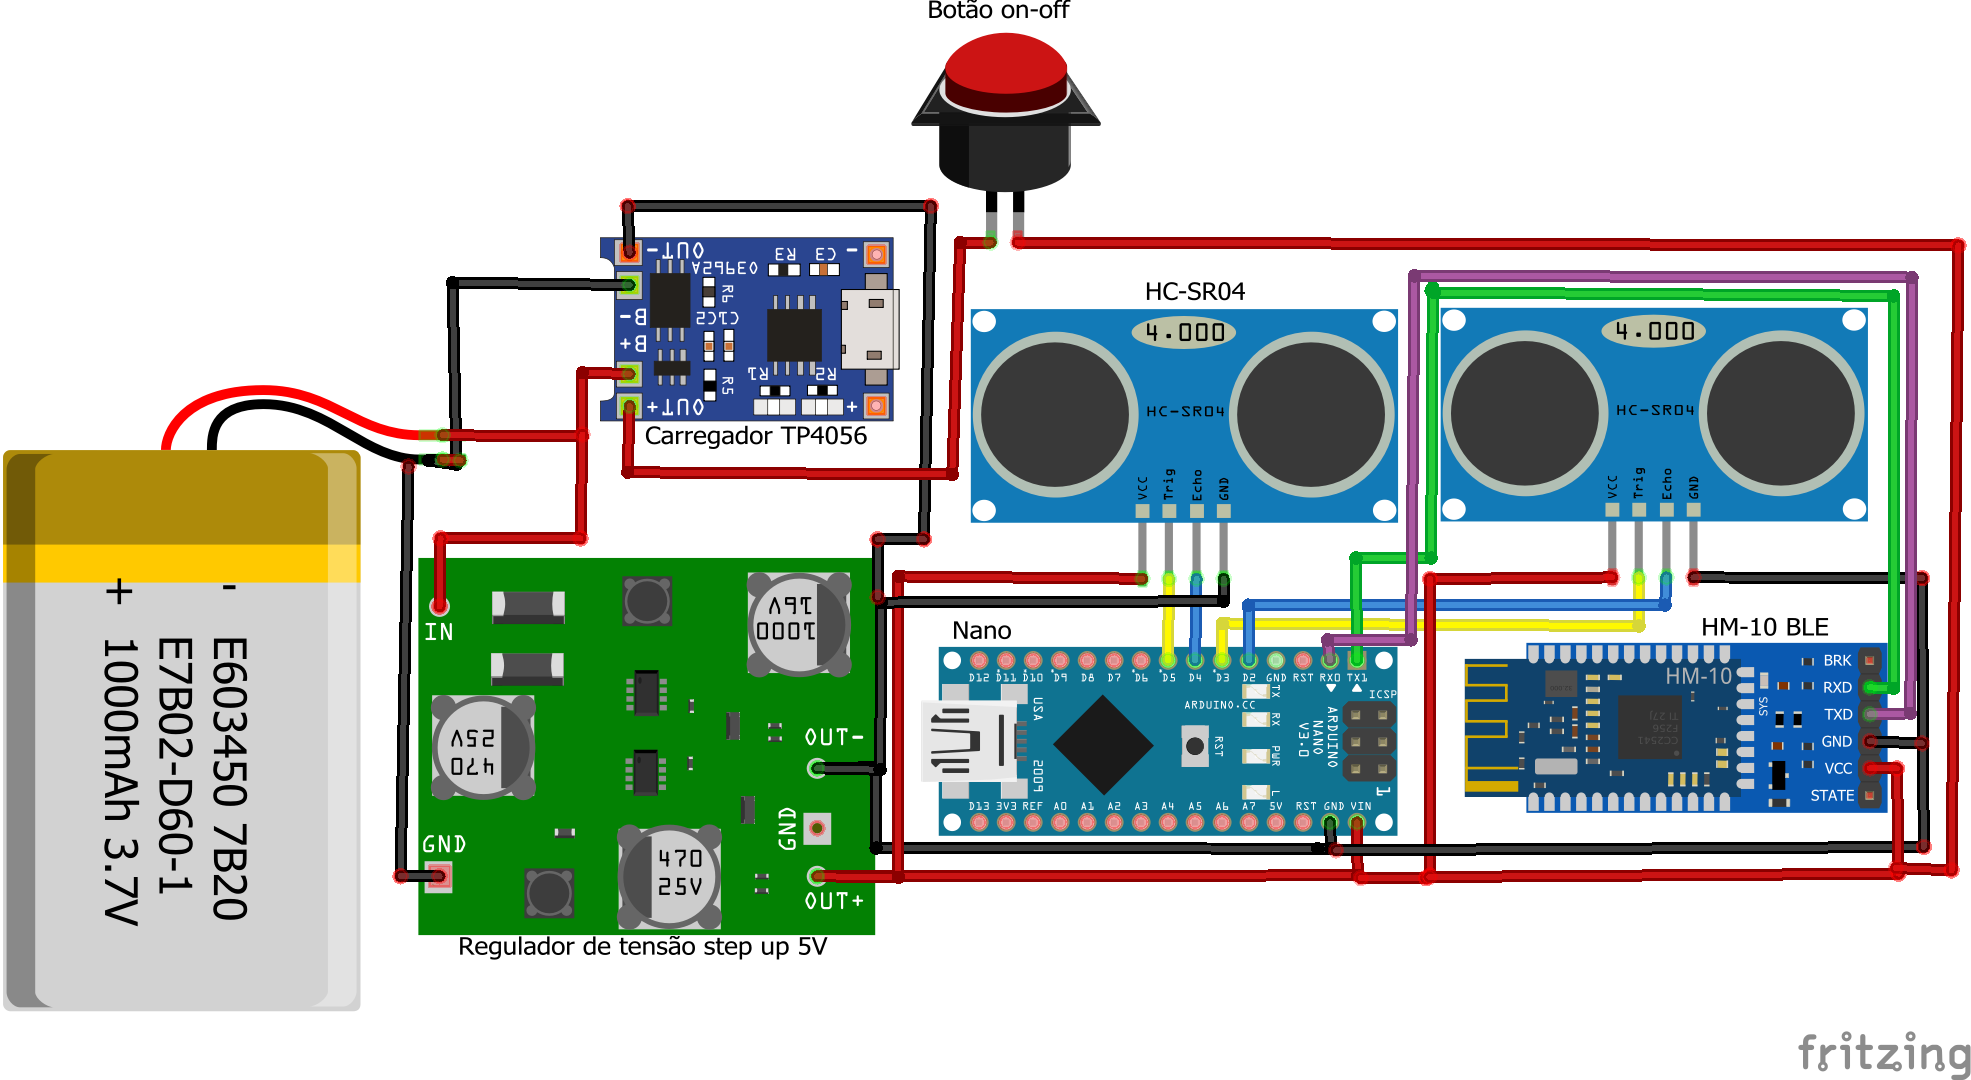 Botão on-off
OUT-
R3
C3
-
03962A
R6
B-
C1C2
B+
R5
R1
R2
OUT+
+
Carregador TP4056
HC-SR04
4.000
HC-SR04
VCC
Trig
Echo
GND
4.000
HC-SR04
VCC
Trig
Echo
GND
- +
E603450 7B20
E7B02-D60-1
1000mAh 3.7V
IN
1000
16V
470
25V
OUT-
GND
GND
470
25V
OUT+
Regulador de tensão step up 5V
Nano
D12 D11 D10 D9 D8 D7 D6 D5 D4 D3 D2 GND RST RX0 TX1
USA
2009
ARDUINO.CC
TX
RX
RST
PWR
L
ARDUINO
NANO
V3.0
ICSP
1
D13 3V3 REF A0 A1 A2 A3 A4 A5 A6 A7 5V RST GND VIN
HM-10 BLE
HM-10
SYS
CC2541
F256
BRK
RXD
TXD
GND
VCC
STATE
fritzing